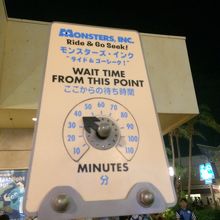 MONSTERS, INC.
Ride & Go Seek!
モンスターズ・インク
"ライド&ゴーシーク!"
WAIT TIME
FROM THIS POINT
ここからの待ち時間
10
20
30
40
50
60
70
80
90
100
110
MINUTES
分